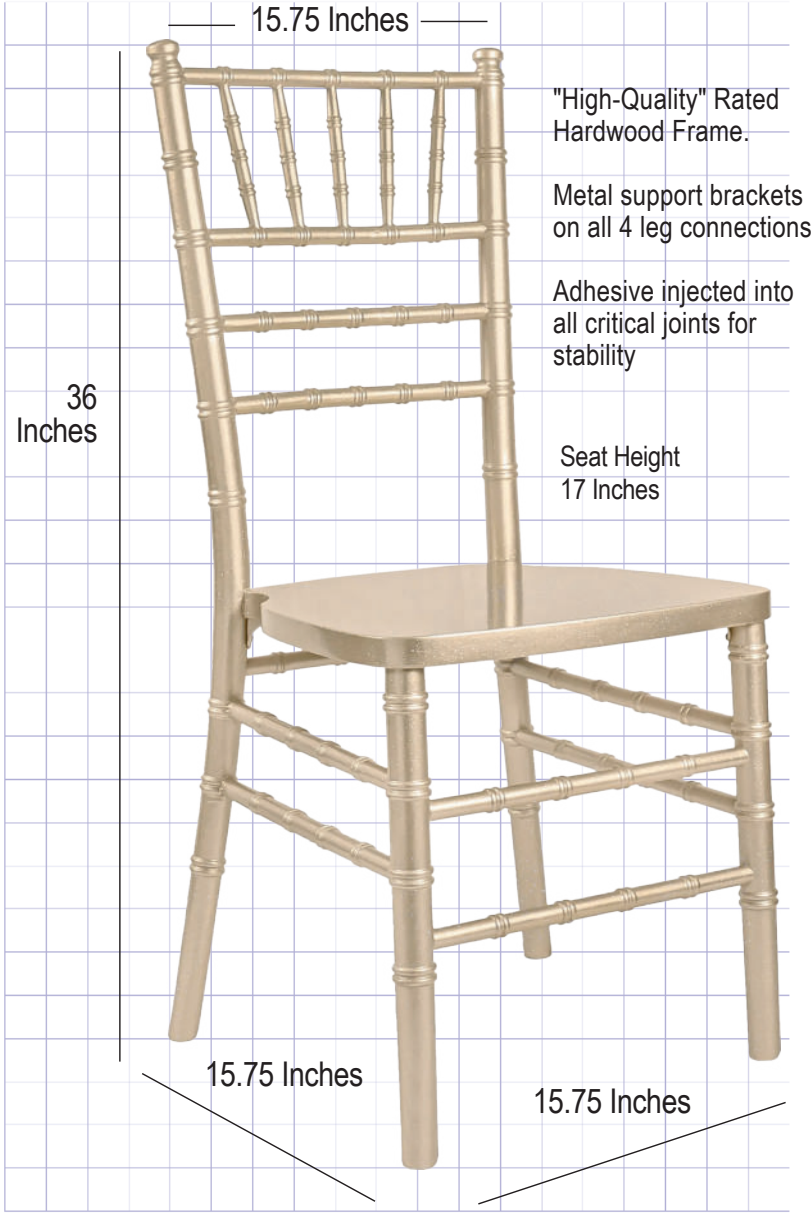 15.75 Inches
"High-Quality" Rated
Hardwood Frame.
Metal support brackets
on all 4 leg connections
Adhesive injected into
all critical joints for
stability
36
Inches
Seat Height
17 Inches
15.75 Inches
15.75 Inches